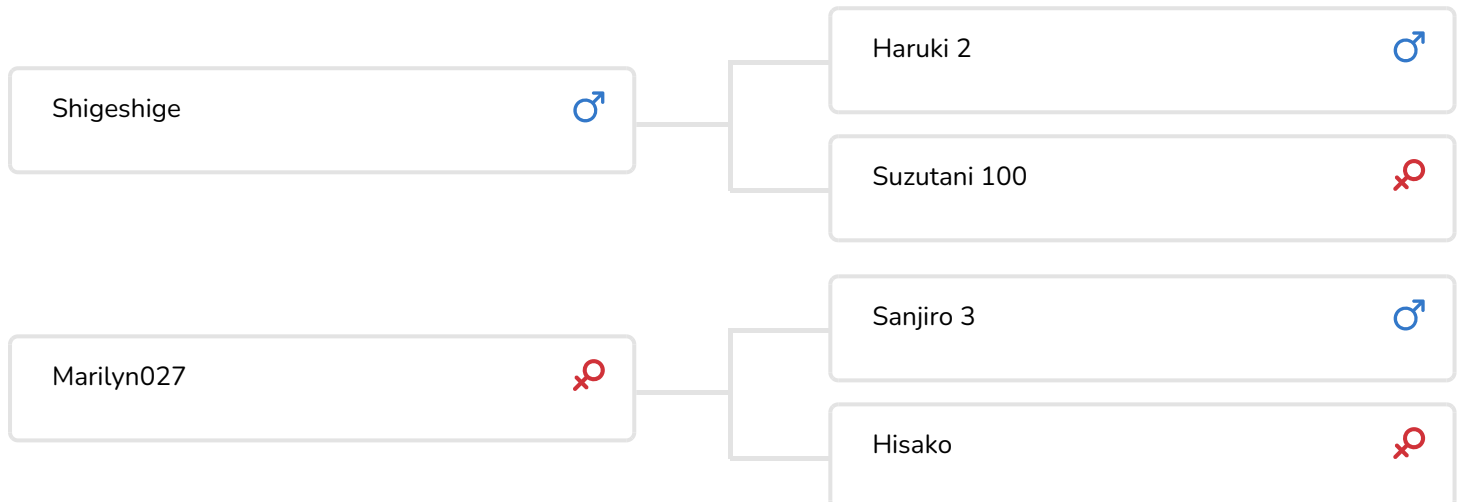 Haruki 2
Shigeshige
Suzutani 100
Sanjiro 3
Marilyn027
Hisako